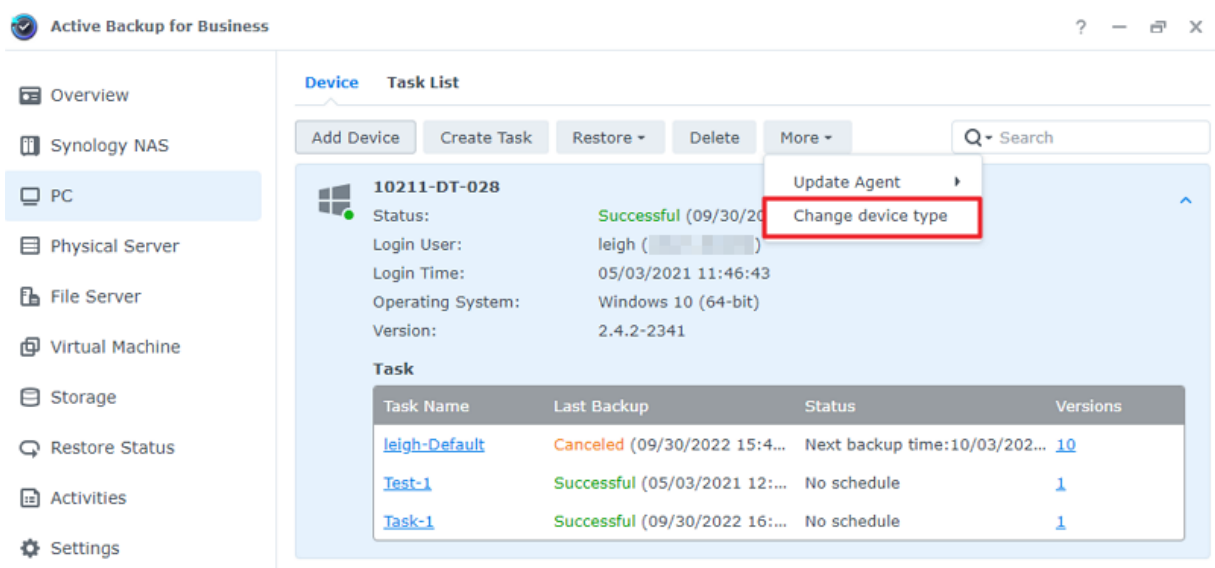 Active Backup for Business
?
Overview
Synology NAS
PC
Physical Server
File Server
Virtual Machine
Storage
Restore Status
Activities
Settings
Device Task List
Add Device Create Task Restore Delete More Search
Update Agent
Change device type
10211-DT-028
Status: Successful (09/30/20
Login User: leigh ( )
Login Time: 05/03/2021 11:46:43
Operating System: Windows 10 (64-bit)
Version: 2.4.2-2341
Task
Task Name Last Backup Status Versions
leigh-Default Canceled (09/30/2022 15:4... Next backup time:10/03/202... 10
Test-1 Successful (05/03/2021 12:... No schedule 1
Task-1 Successful (09/30/2022 16:... No schedule 1